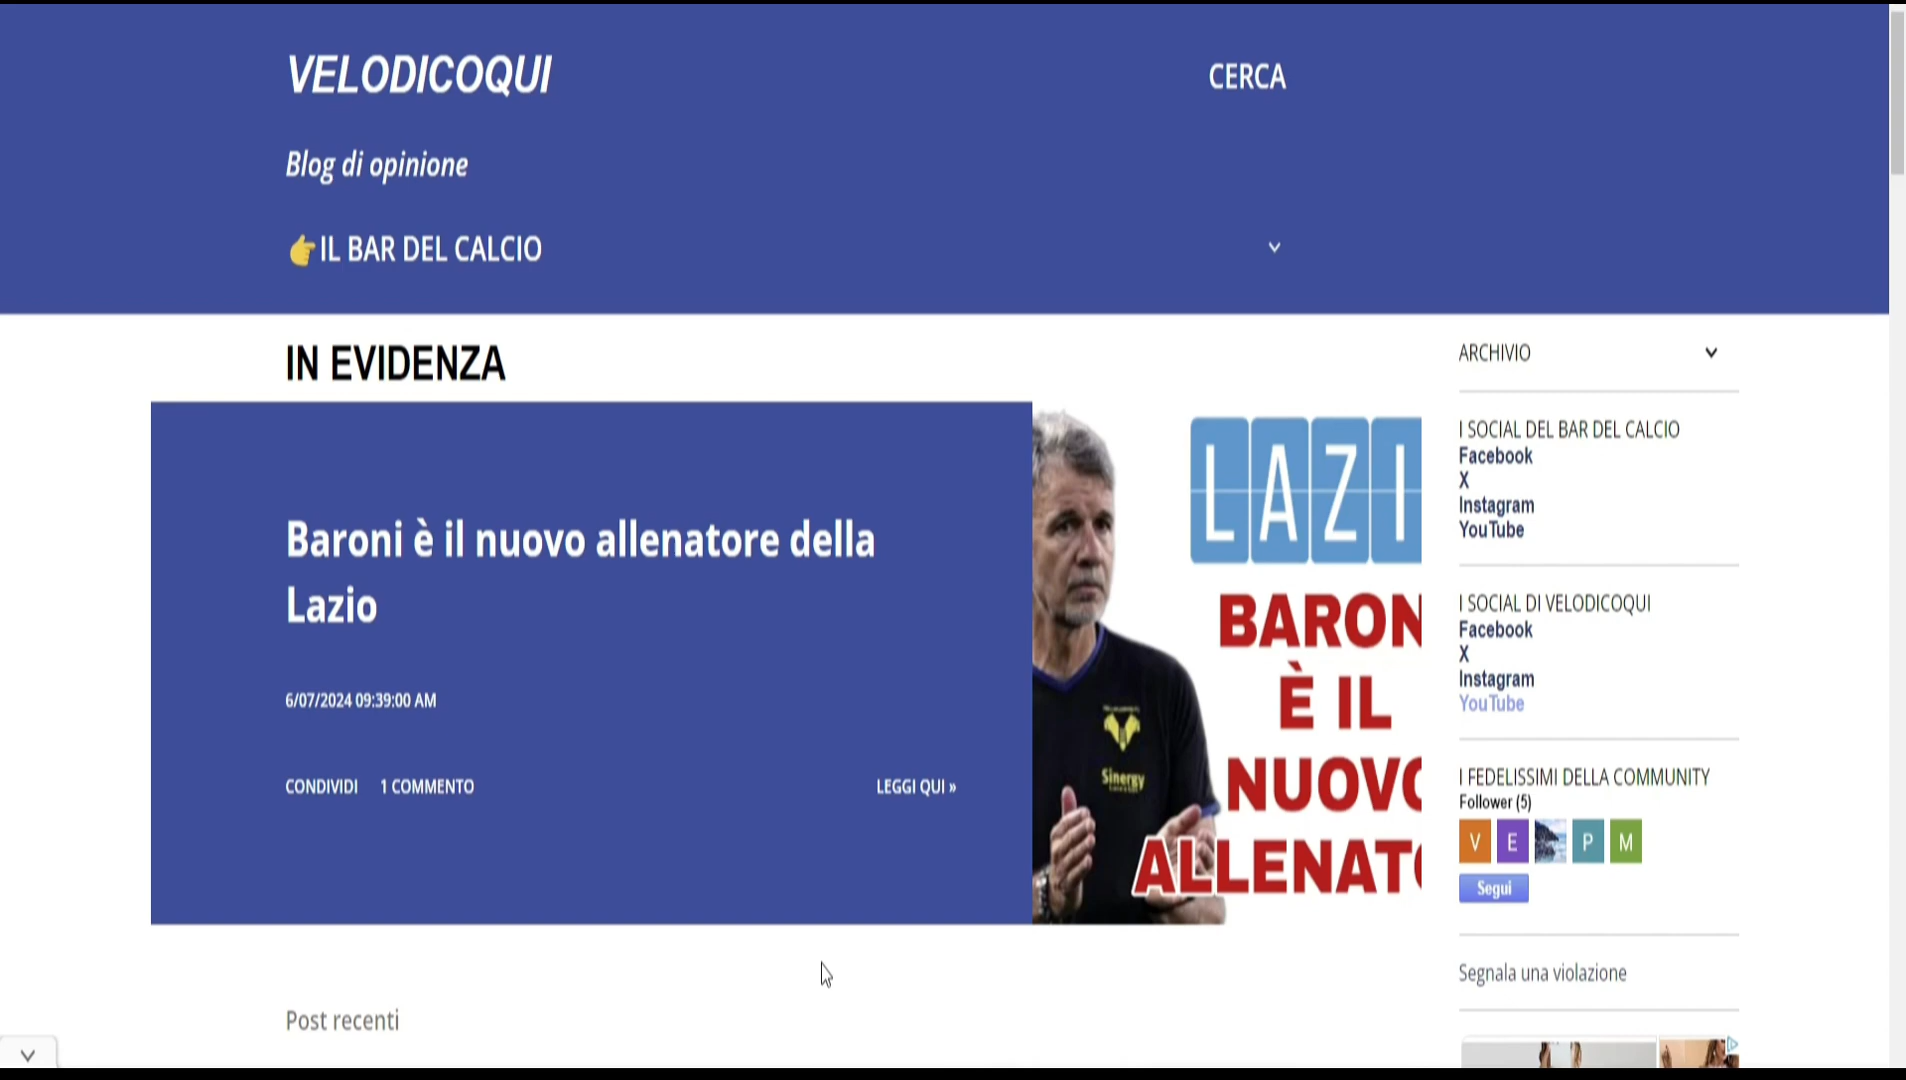 VELODICOQUI
CERCA
Blog di opinione
👉IL BAR DEL CALCIO
IN EVIDENZA
Baroni è il nuovo allenatore della
Lazio
6/07/2024 09:39:00 AM
CONDIVIDI 1 COMMENTO LEGGI QUI »
LAZI
BARON
È IL
NUOVO
ALLENATO
Sinergy
ARCHIVIO
I SOCIAL DEL BAR DEL CALCIO
Facebook
X
Instagram
YouTube
I SOCIAL DI VELODICOQUI
Facebook
X
Instagram
YouTube
I FEDELISSIMI DELLA COMMUNITY
Follower (5)
V E P M
Segui
Segnala una violazione
Post recenti